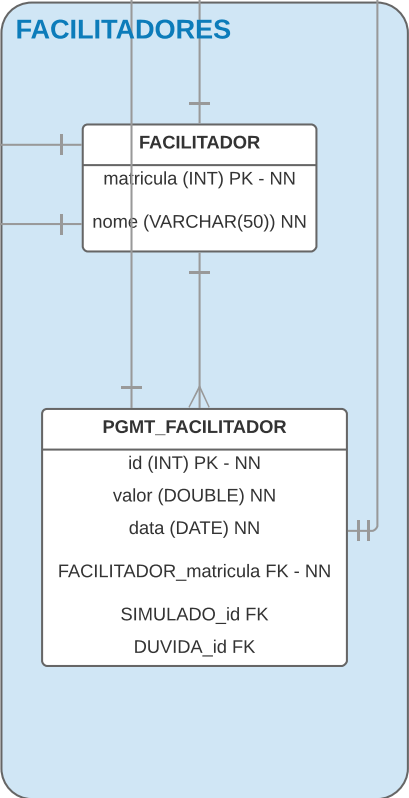 FACILITADORES
FACILITADOR
matricula (INT) PK - NN
nome (VARCHAR(50)) NN
PGMT_FACILITADOR
id (INT) PK - NN
valor (DOUBLE) NN
data (DATE) NN
FACILITADOR_matricula FK - NN
SIMULADO_id FK
DUVIDA_id FK